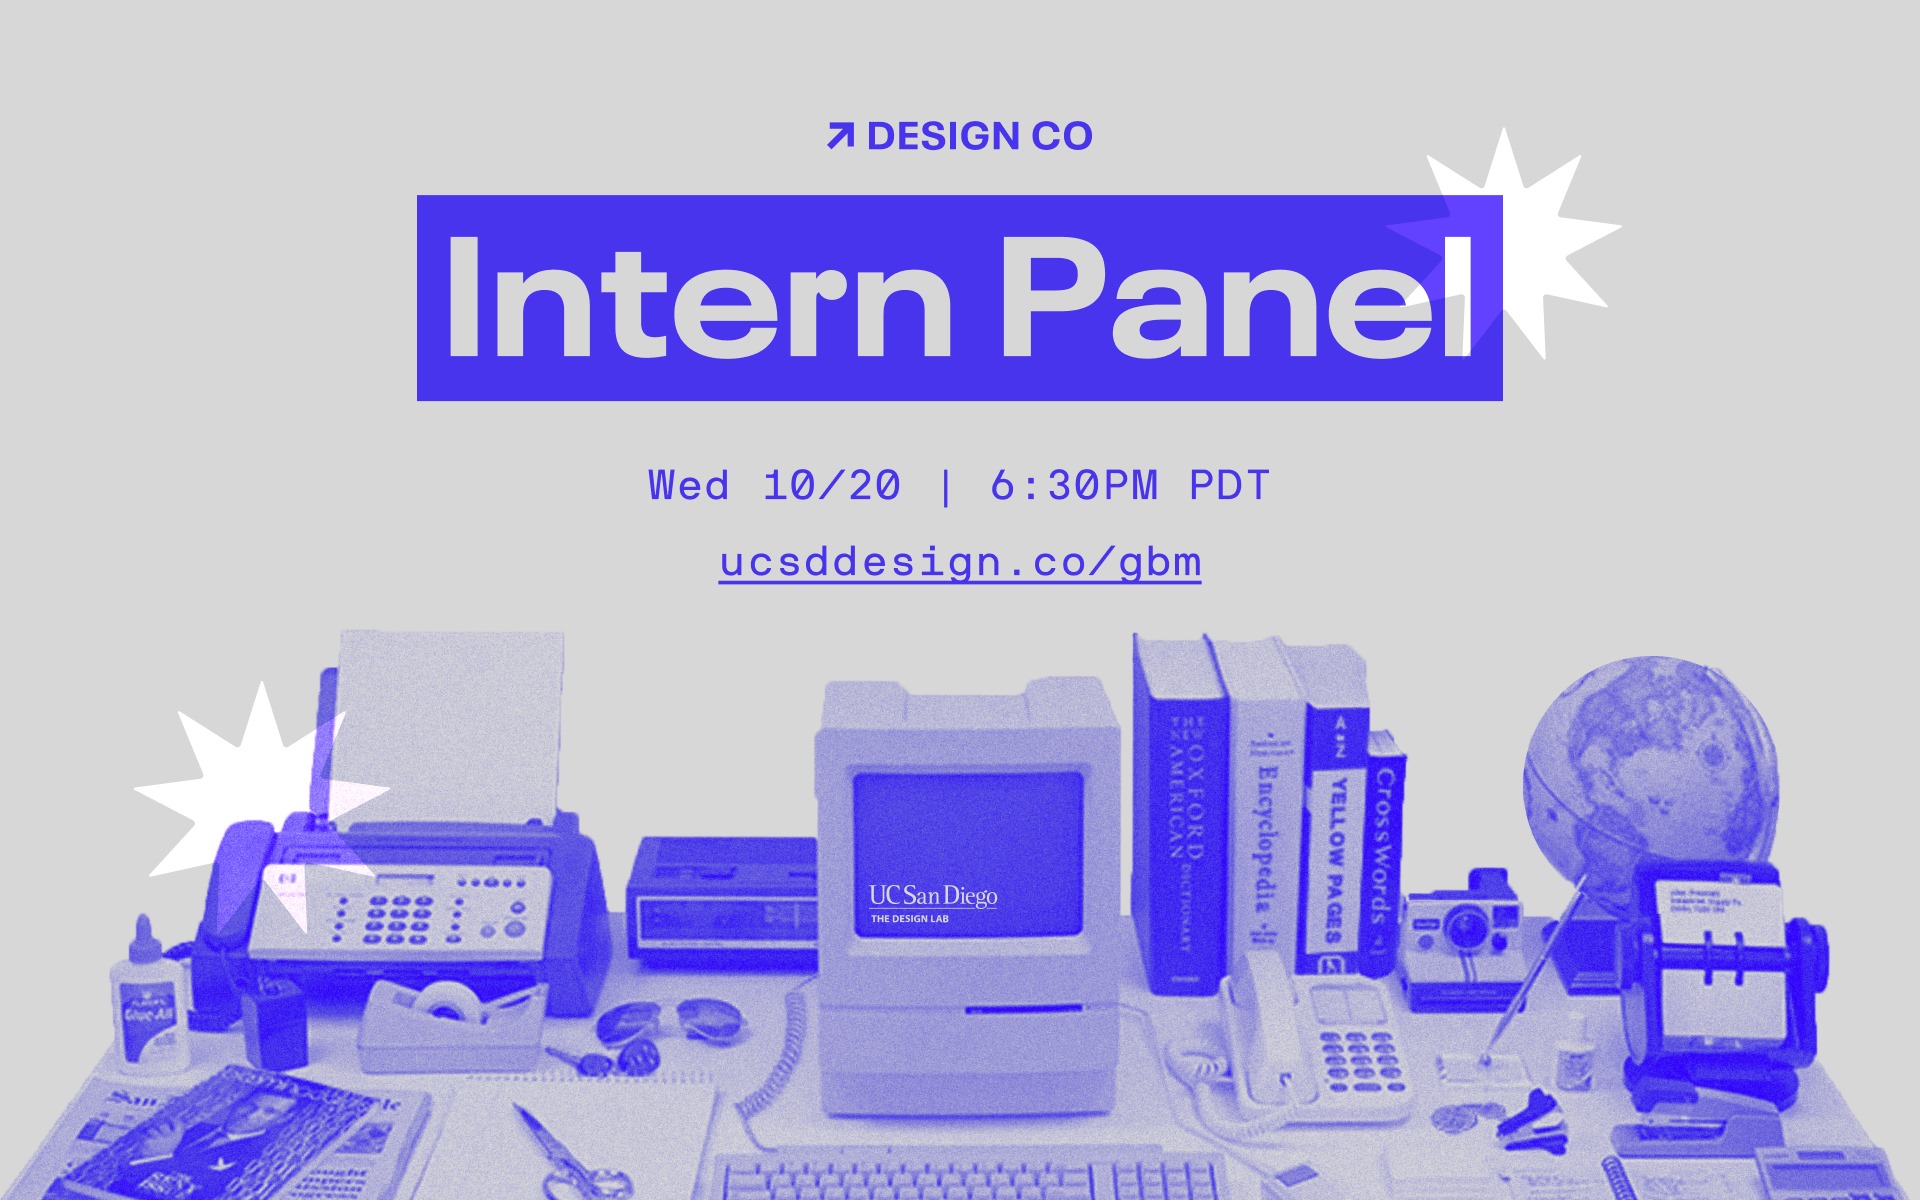 DESIGN CO
Intern Panel
Wed 10/20 | 6:30PM PDT
ucsddesign.co/gbm
UC San Diego
THE DESIGN LAB
THE NEW OXFORD
AMERICAN DICTIONARY
Encyclopedia
A-Z
YELLOW PAGES
CrossWords
Glue-All
San